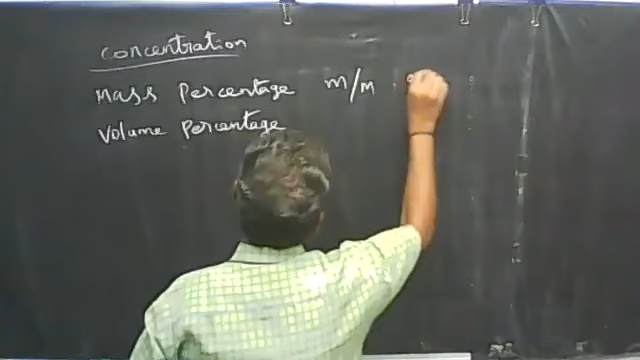 Concentration
Mass Percentage m/M
Volume Percentage